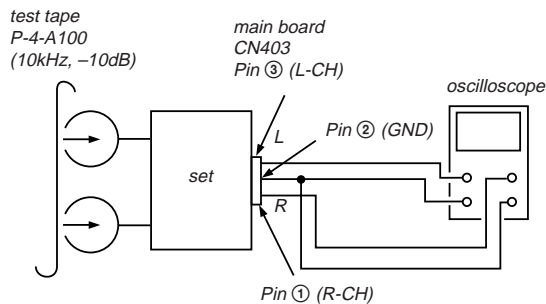 test tape
P-4-A100
(10kHz, –10dB)
main board
CN403
Pin ③ (L-CH)
oscilloscope
L
Pin ② (GND)
set
R
Pin ① (R-CH)